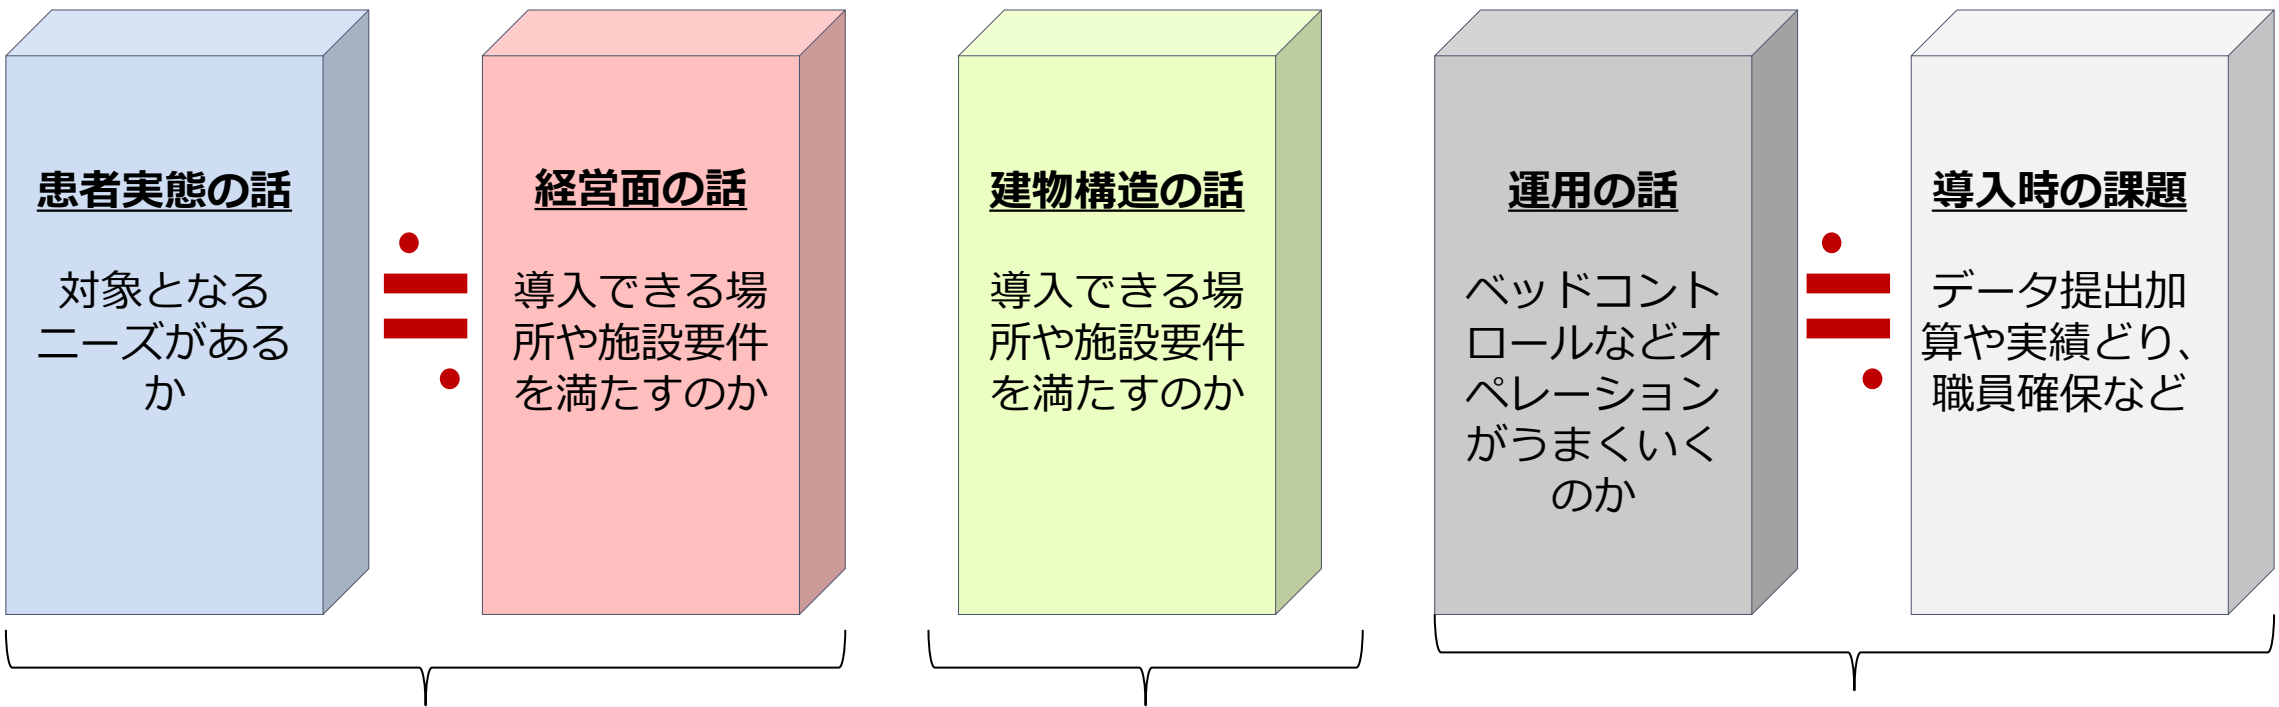 患者実態の話
対象となる
ニーズがある
か
経営面の話
導入できる場
所や施設要件
を満たすのか
建物構造の話
導入できる場
所や施設要件
を満たすのか
運用の話
ベッドコント
ロールなどオ
ペレーション
がうまくいく
のか
導入時の課題
データ提出加
算や実績どり、
職員確保など